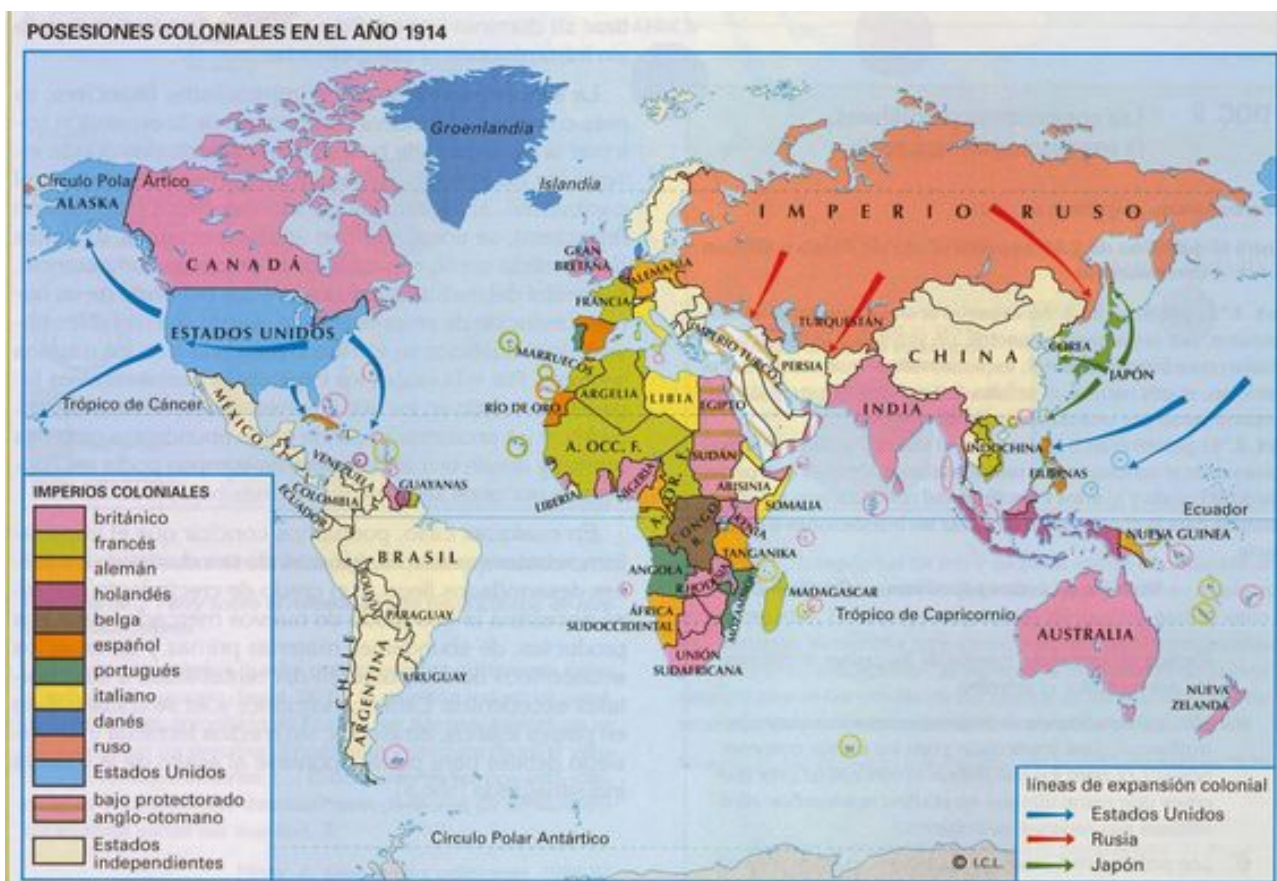 POSESIONES COLONIALES EN EL AÑO 1914
Groenlandia
Islandia
Círculo Polar Ártico
ALASKA
CANADÁ
ESTADOS UNIDOS
IMPERIO RUSO
GRAN
BRETAÑA
ALEMANIA
FRANCIA
IMPERIO TURCO
TURQUESTÁN
PERSIA
CHINA
COREA
JAPÓN
MARRUECOS
RÍO DE ORO
ARGELIA
LIBIA
EGIPTO
INDIA
Trópico de Cáncer
MÉXICO
A. OCC. F.
SUDÁN
INDOCHINA
FILIPINAS
VENEZUELA
GUAYANAS
COLOMBIA
ECUADOR
LIBERIA
NIGERIA
ABISINIA
SOMALIA
KENIA
CONGO
B.
Ecuador
NUEVA GUINEA
BRASIL
TANGANIKA
ANGOLA
MOZAMBIQUE
MADAGASCAR
PARAGUAY
ÁFRICA
SUDOCCIDENTAL
Trópico de Capricornio
AUSTRALIA
CHILE
ARGENTINA
URUGUAY
UNIÓN
SUDAFRICANA
NUEVA
ZELANDA
Círculo Polar Antártico
© I.C.L.
IMPERIOS COLONIALES
británico
francés
alemán
holandés
belga
español
portugués
italiano
danés
ruso
Estados Unidos
bajo protectorado
anglo-otomano
Estados
independientes
líneas de expansión colonial
Estados Unidos
Rusia
Japón